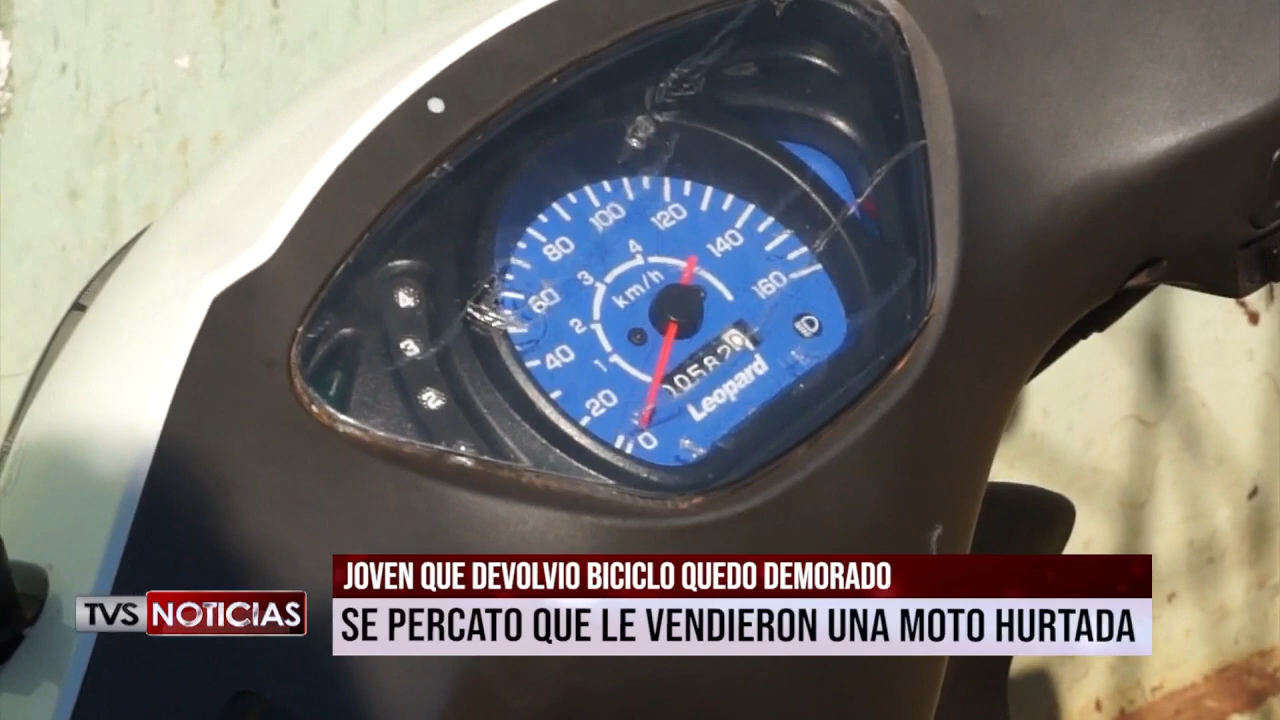 100 120
80 140
4
60 3 km/h 160
4
2
3 40 1 00582
2 20 Leopard
0
JOVEN QUE DEVOLVIO BICICLO QUEDO DEMORADO
TVS NOTICIAS
SE PERCATO QUE LE VENDIERON UNA MOTO HURTADA